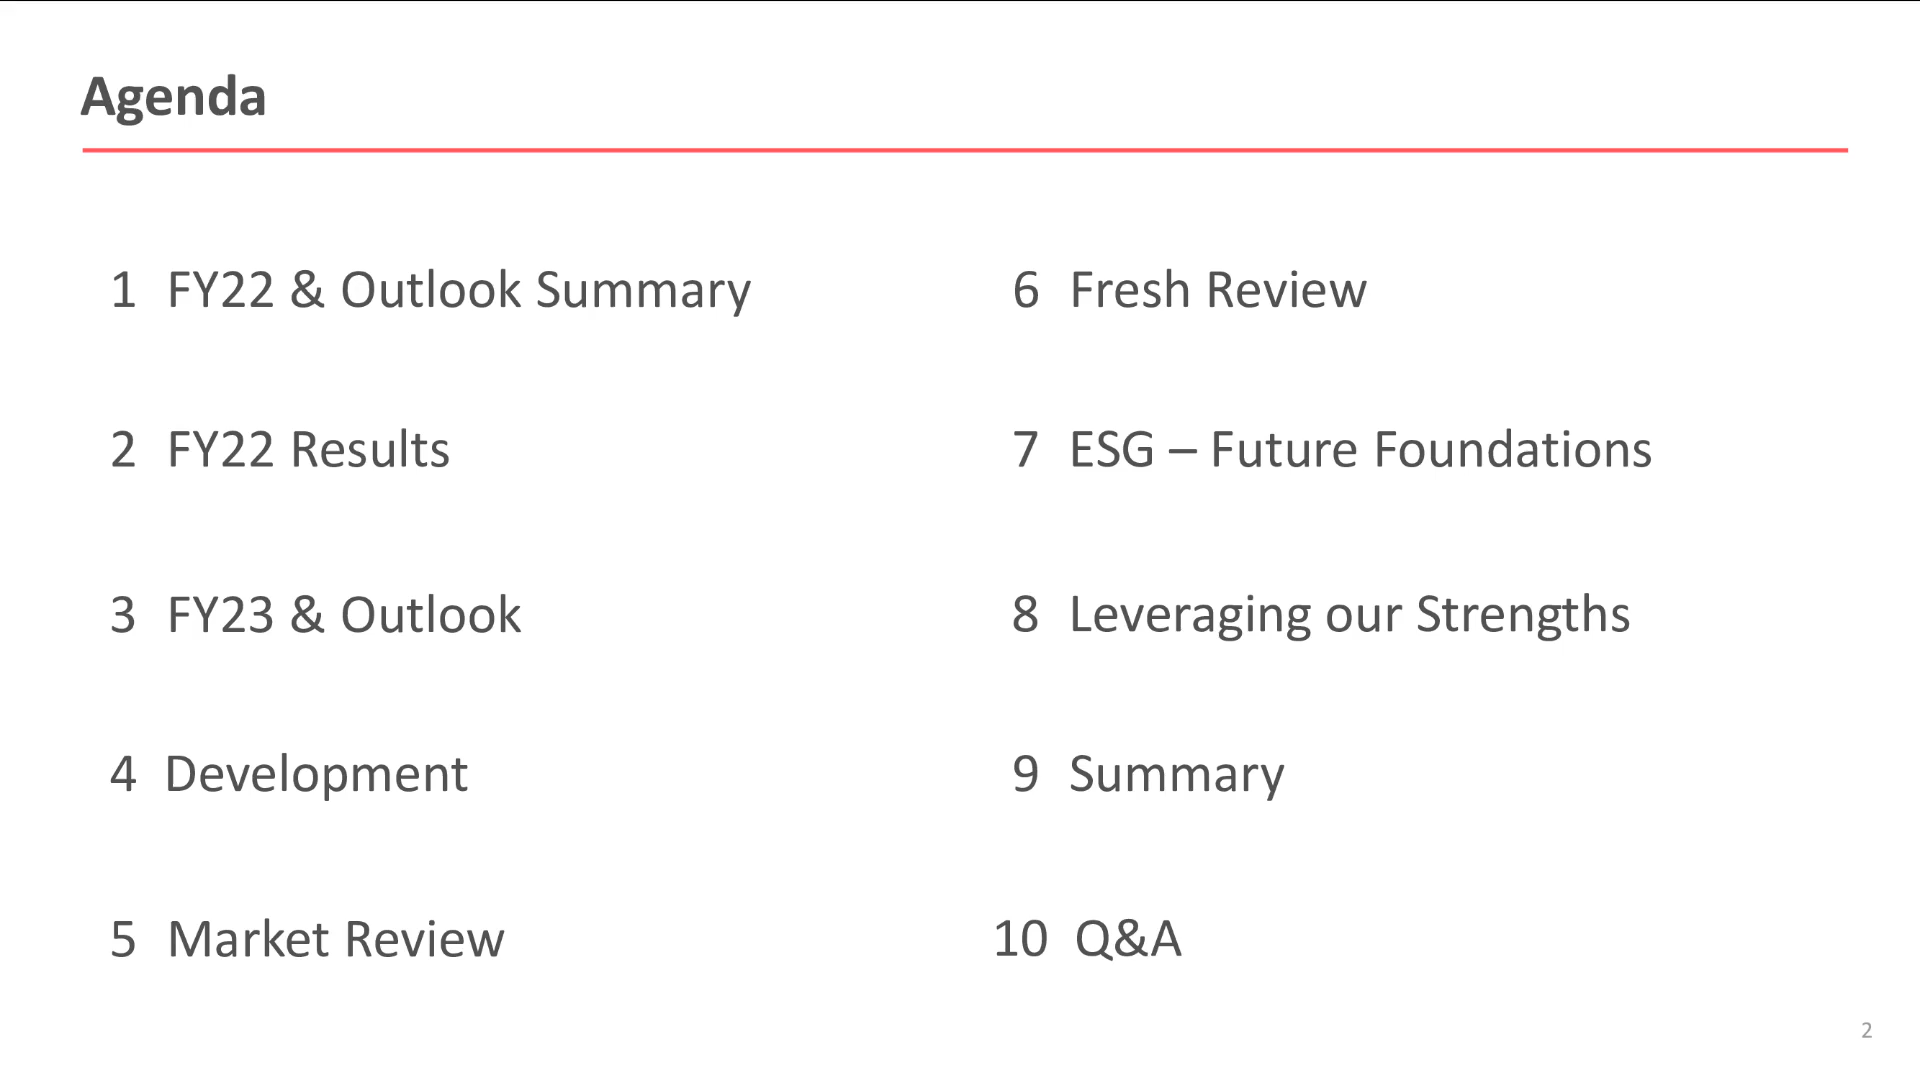 Agenda
1 FY22 & Outlook Summary
2 FY22 Results
3 FY23 & Outlook
4 Development
5 Market Review
6 Fresh Review
7 ESG – Future Foundations
8 Leveraging our Strengths
9 Summary
10 Q&A
2